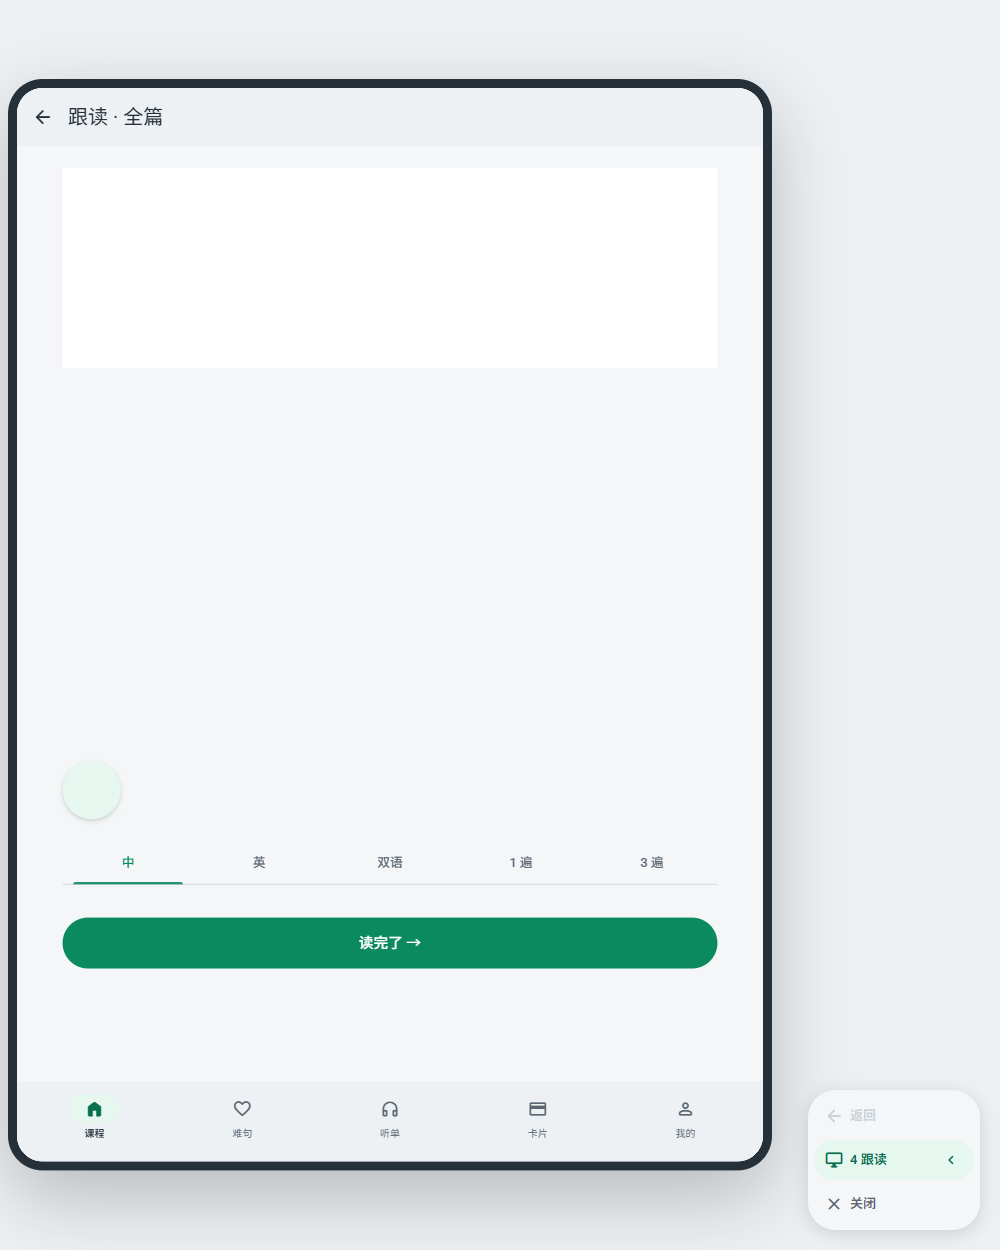 跟读 · 全篇
中 英 双语 1 遍 3 遍
读完了 →
课程 难句 听单 卡片 我的
返回
4 跟读
关闭